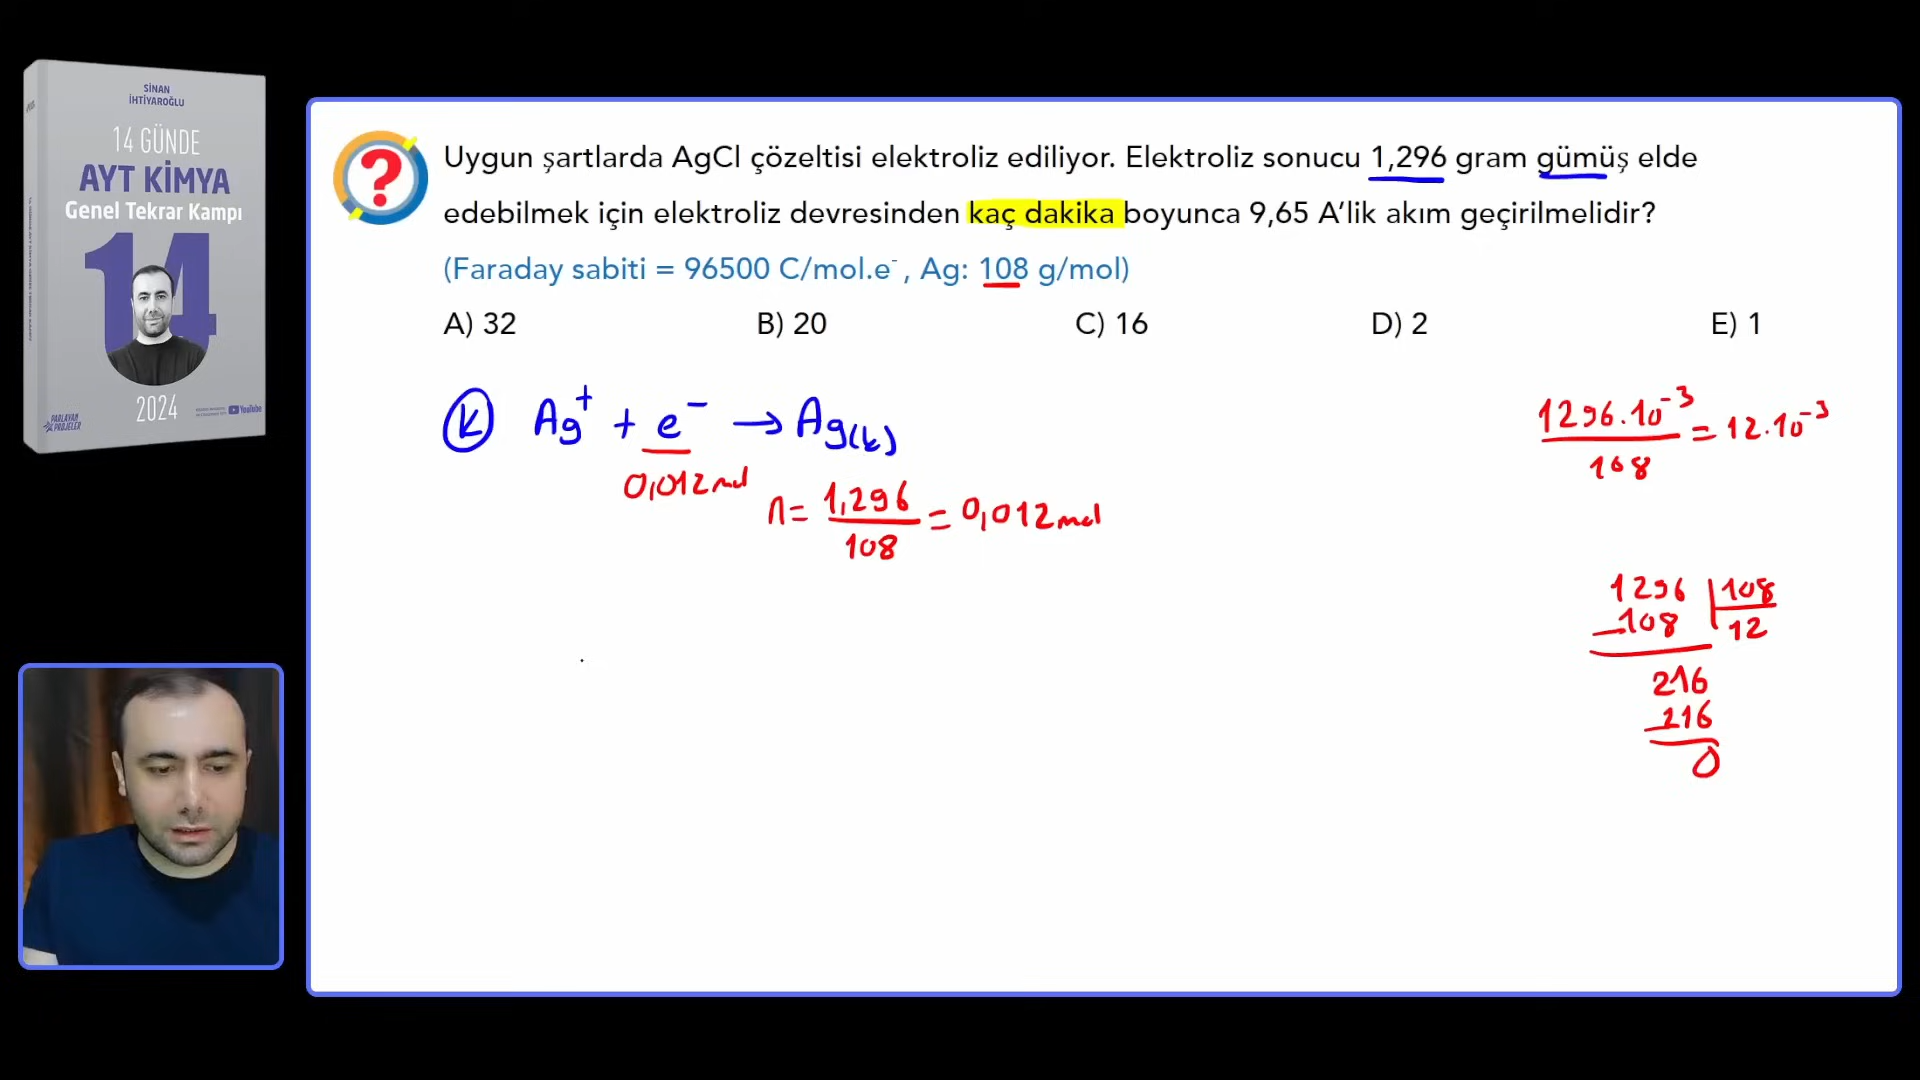 SİNAN
İHTİYAROĞLU
14 GÜNDE
AYT KİMYA
Genel Tekrar Kampı
14
2024
PARLAYAN
PROJELER
YouTube
?
Uygun şartlarda AgCl çözeltisi elektroliz ediliyor. Elektroliz sonucu 1,296 gram gümüş elde
edebilmek için elektroliz devresinden kaç dakika boyunca 9,65 A’lik akım geçirilmelidir?
(Faraday sabiti = 96500 C/mol.e⁻ , Ag: 108 g/mol)
A) 32 B) 20 C) 16 D) 2 E) 1
K Ag⁺ + e⁻ → Ag(k)
0,012 mol
n = 1,296 / 108 = 0,012 mol
1296.10⁻³ / 108 = 12.10⁻³
1296 | 108
108 12
216
216
0